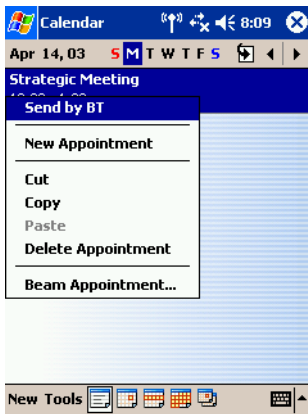 Calendar 8:09
Apr 14, 03 S M T W T F S
Strategic Meeting
Send by BT
New Appointment
Cut
Copy
Paste
Delete Appointment
Beam Appointment...
New Tools